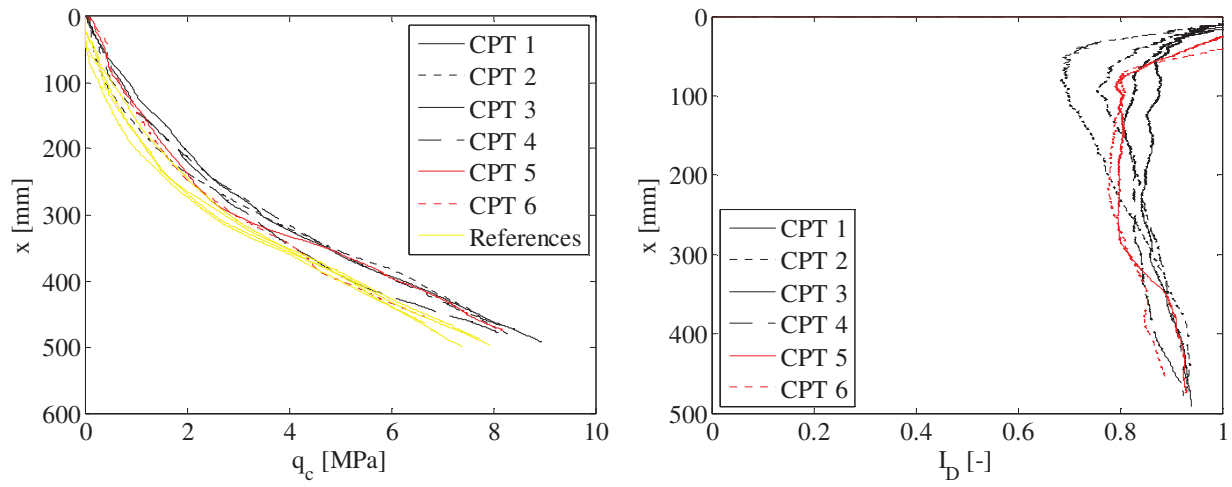 0
100
200
300
400
500
600
x [mm]
0
2
4
6
8
10
q_c [MPa]
CPT 1
CPT 2
CPT 3
CPT 4
CPT 5
CPT 6
References
0
100
200
300
400
500
x [mm]
0
0.2
0.4
0.6
0.8
1
I_D [-]
CPT 1
CPT 2
CPT 3
CPT 4
CPT 5
CPT 6